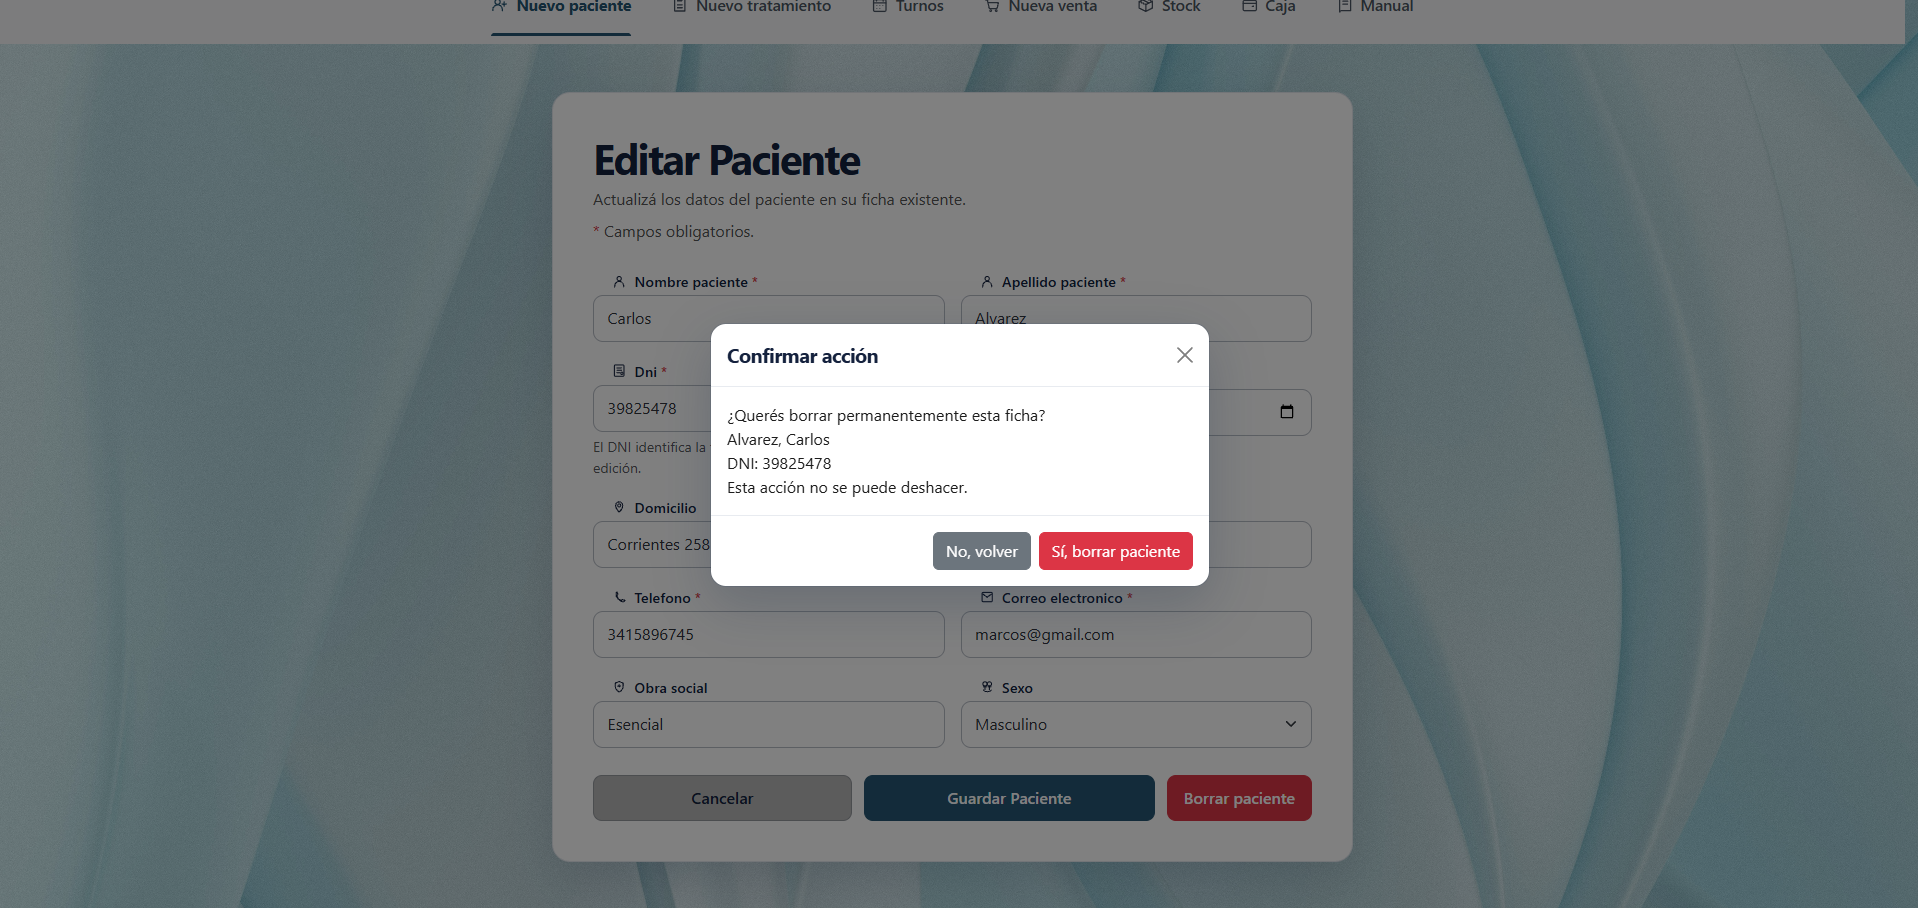 Nuevo paciente
Nuevo tratamiento
Turnos
Nueva venta
Stock
Caja
Manual
Editar Paciente
Actualizá los datos del paciente en su ficha existente.
* Campos obligatorios.
Nombre paciente *
Apellido paciente *
Carlos
Alvarez
Confirmar acción
Dni *
39825478
¿Querés borrar permanentemente esta ficha?
Alvarez, Carlos
DNI: 39825478
Esta acción no se puede deshacer.
El DNI identifica la
edición.
No, volver
Sí, borrar paciente
Domicilio
Corrientes 258
Telefono *
Correo electronico *
3415896745
marcos@gmail.com
Obra social
Sexo
Esencial
Masculino
Cancelar
Guardar Paciente
Borrar paciente